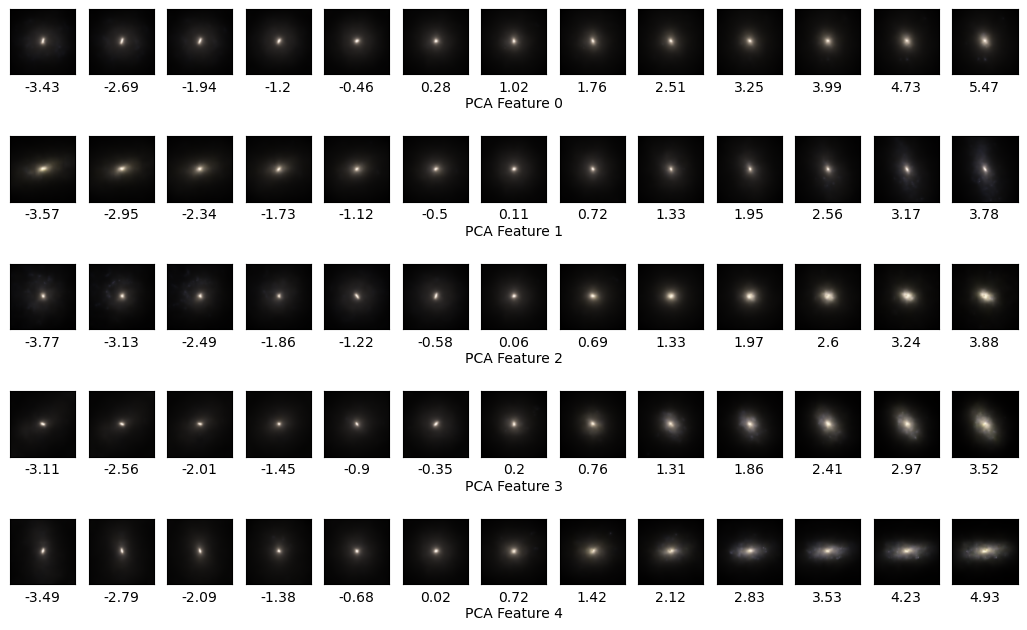 -3.43 -2.69 -1.94 -1.2 -0.46 0.28 1.02 1.76 2.51 3.25 3.99 4.73 5.47
PCA Feature 0
-3.57 -2.95 -2.34 -1.73 -1.12 -0.5 0.11 0.72 1.33 1.95 2.56 3.17 3.78
PCA Feature 1
-3.77 -3.13 -2.49 -1.86 -1.22 -0.58 0.06 0.69 1.33 1.97 2.6 3.24 3.88
PCA Feature 2
-3.11 -2.56 -2.01 -1.45 -0.9 -0.35 0.2 0.76 1.31 1.86 2.41 2.97 3.52
PCA Feature 3
-3.49 -2.79 -2.09 -1.38 -0.68 0.02 0.72 1.42 2.12 2.83 3.53 4.23 4.93
PCA Feature 4